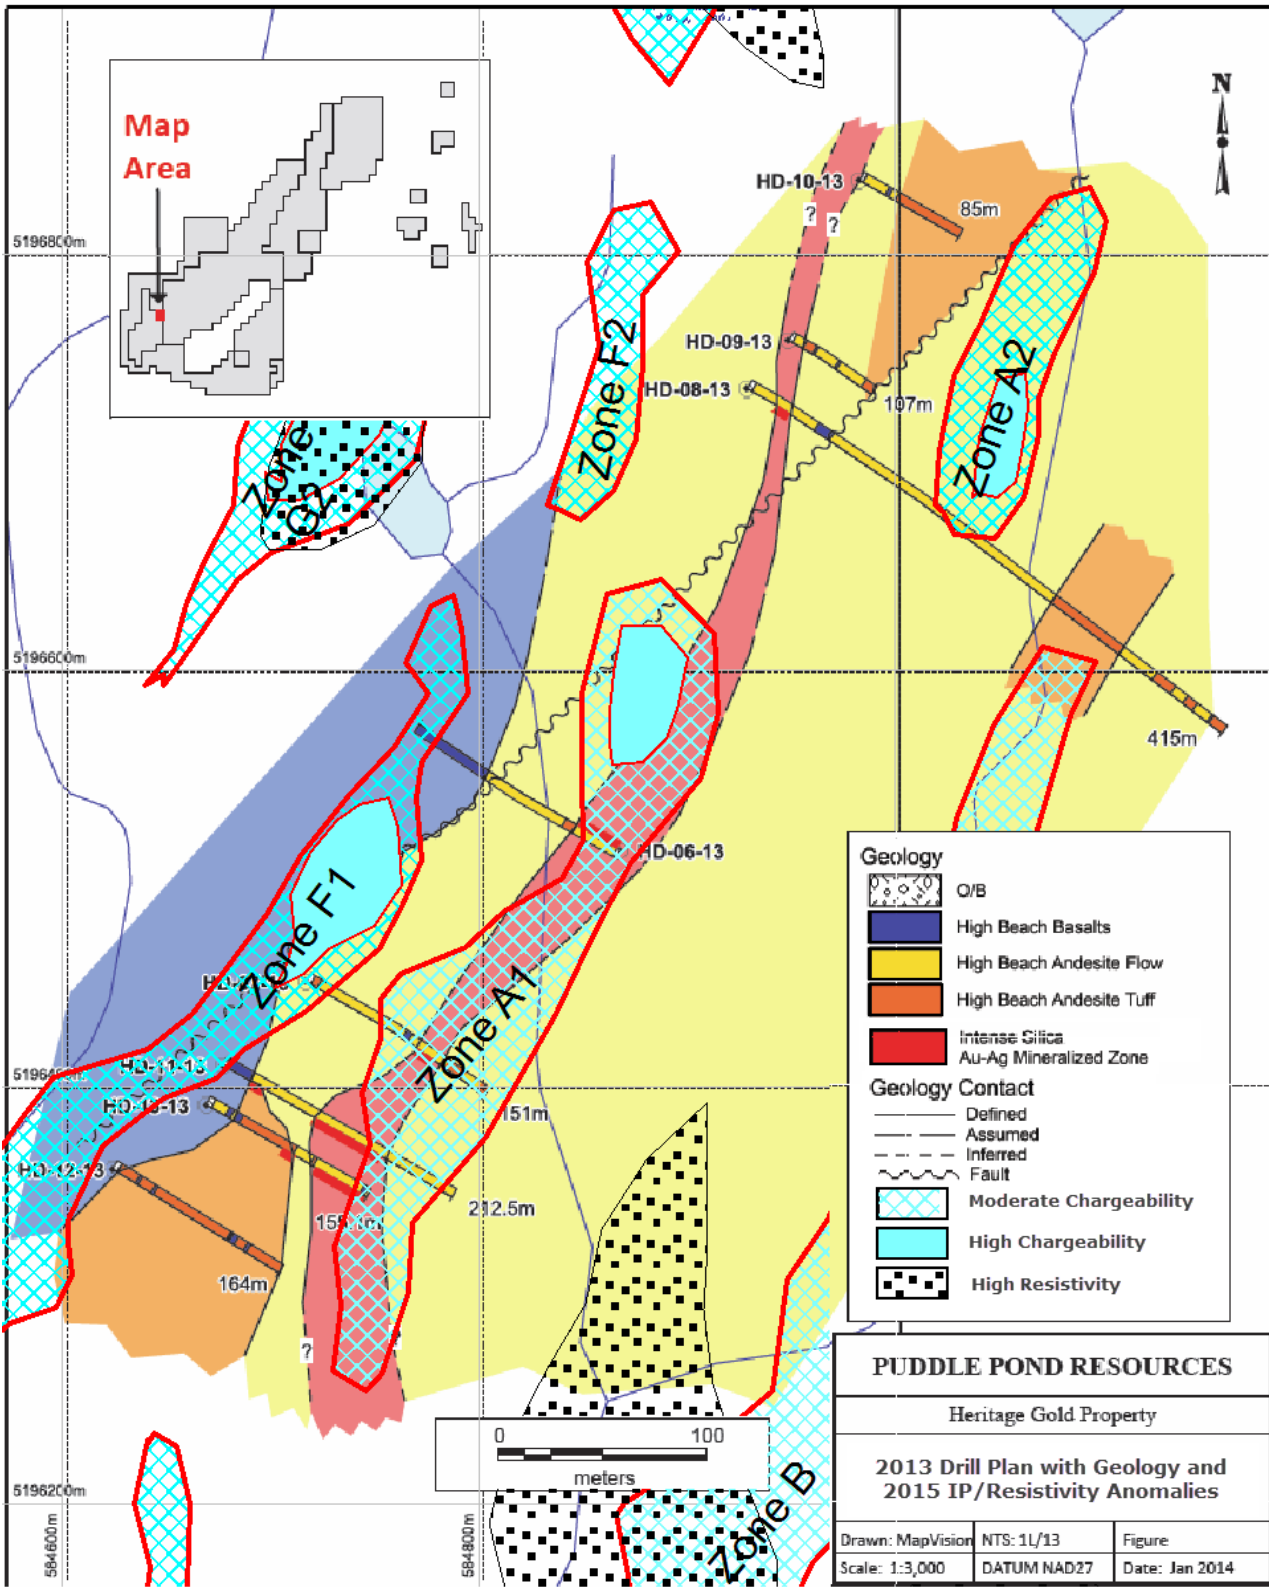 Map
Area
N
HD-10-13
85m
?
?
5196800m
HD-09-13
HD-08-13
107m
Zone F2
Zone A2
Zone
G2
5196600m
415m
HD-06-13
Zone F1
Zone A1
HD-11-13
151m
HD-12-13
212.5m
164m
?
Geology
O/B
High Beach Basalts
High Beach Andesite Flow
High Beach Andesite Tuff
Intense Silica
Au-Ag Mineralized Zone
Geology Contact
Defined
Assumed
Inferred
Fault
Moderate Chargeability
High Chargeability
High Resistivity
0 100
meters
Zone B
5196200m
584600m
584800m
PUDDLE POND RESOURCES
Heritage Gold Property
2013 Drill Plan with Geology and
2015 IP/Resistivity Anomalies
Drawn: MapVision NTS: 1L/13 Figure
Scale: 1:3,000 DATUM NAD27 Date: Jan 2014